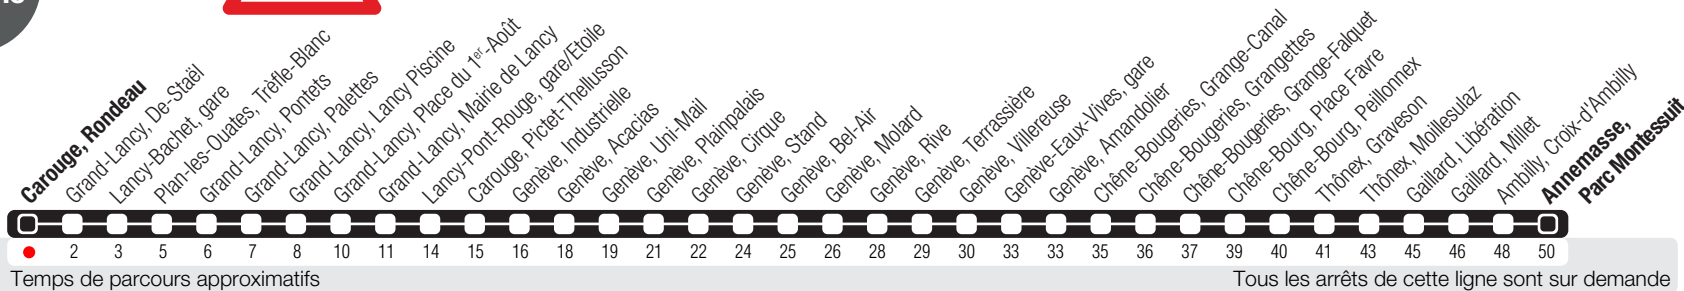 Carouge, Rondeau
Grand-Lancy, De-Staël
Lancy-Bachet, gare
Plan-les-Ouates, Trèfle-Blanc
Grand-Lancy, Pontets
Grand-Lancy, Palettes
Grand-Lancy, Lancy Piscine
Grand-Lancy, Place du 1er-Août
Grand-Lancy, Mairie de Lancy
Lancy-Pont-Rouge, gare/Etoile
Carouge, Pictet-Thellusson
Genève, Industrielle
Genève, Acacias
Genève, Uni-Mail
Genève, Plainpalais
Genève, Cirque
Genève, Stand
Genève, Bel-Air
Genève, Molard
Genève, Rive
Genève, Terrassière
Genève, Villereuse
Genève-Eaux-Vives, gare
Genève, Amandolier
Chêne-Bougeries, Grange-Canal
Chêne-Bougeries, Grangettes
Chêne-Bougeries, Grange-Falquet
Chêne-Bourg, Place Favre
Chêne-Bourg, Peillonnex
Thônex, Graveson
Thônex, Moillesulaz
Gaillard, Libération
Gaillard, Millet
Ambilly, Croix-d'Ambilly
Annemasse,
Parc Montessuit
2 3 5 6 7 8 10 11 14 15 16 18 19 21 22 24 25 26 28 29 30 33 33 35 36 37 39 40 41 43 45 46 48 50
Temps de parcours approximatifs
Tous les arrêts de cette ligne sont sur demande